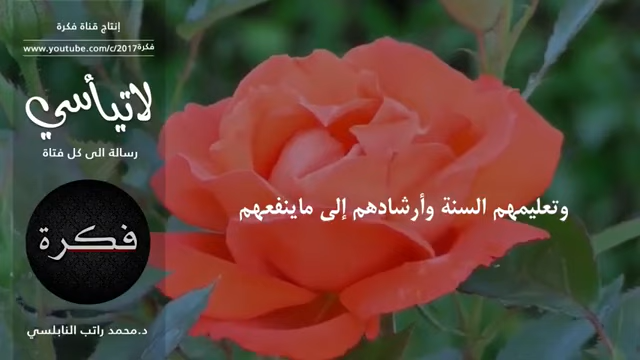 إنتاج قناة فكرة
www.youtube.com/c/2017فكرة
لاتيأسي
رسالة الى كل فتاة
فكرة
د.محمد راتب النابلسي
وتعليمهم السنة وأرشادهم إلى ماينفعهم